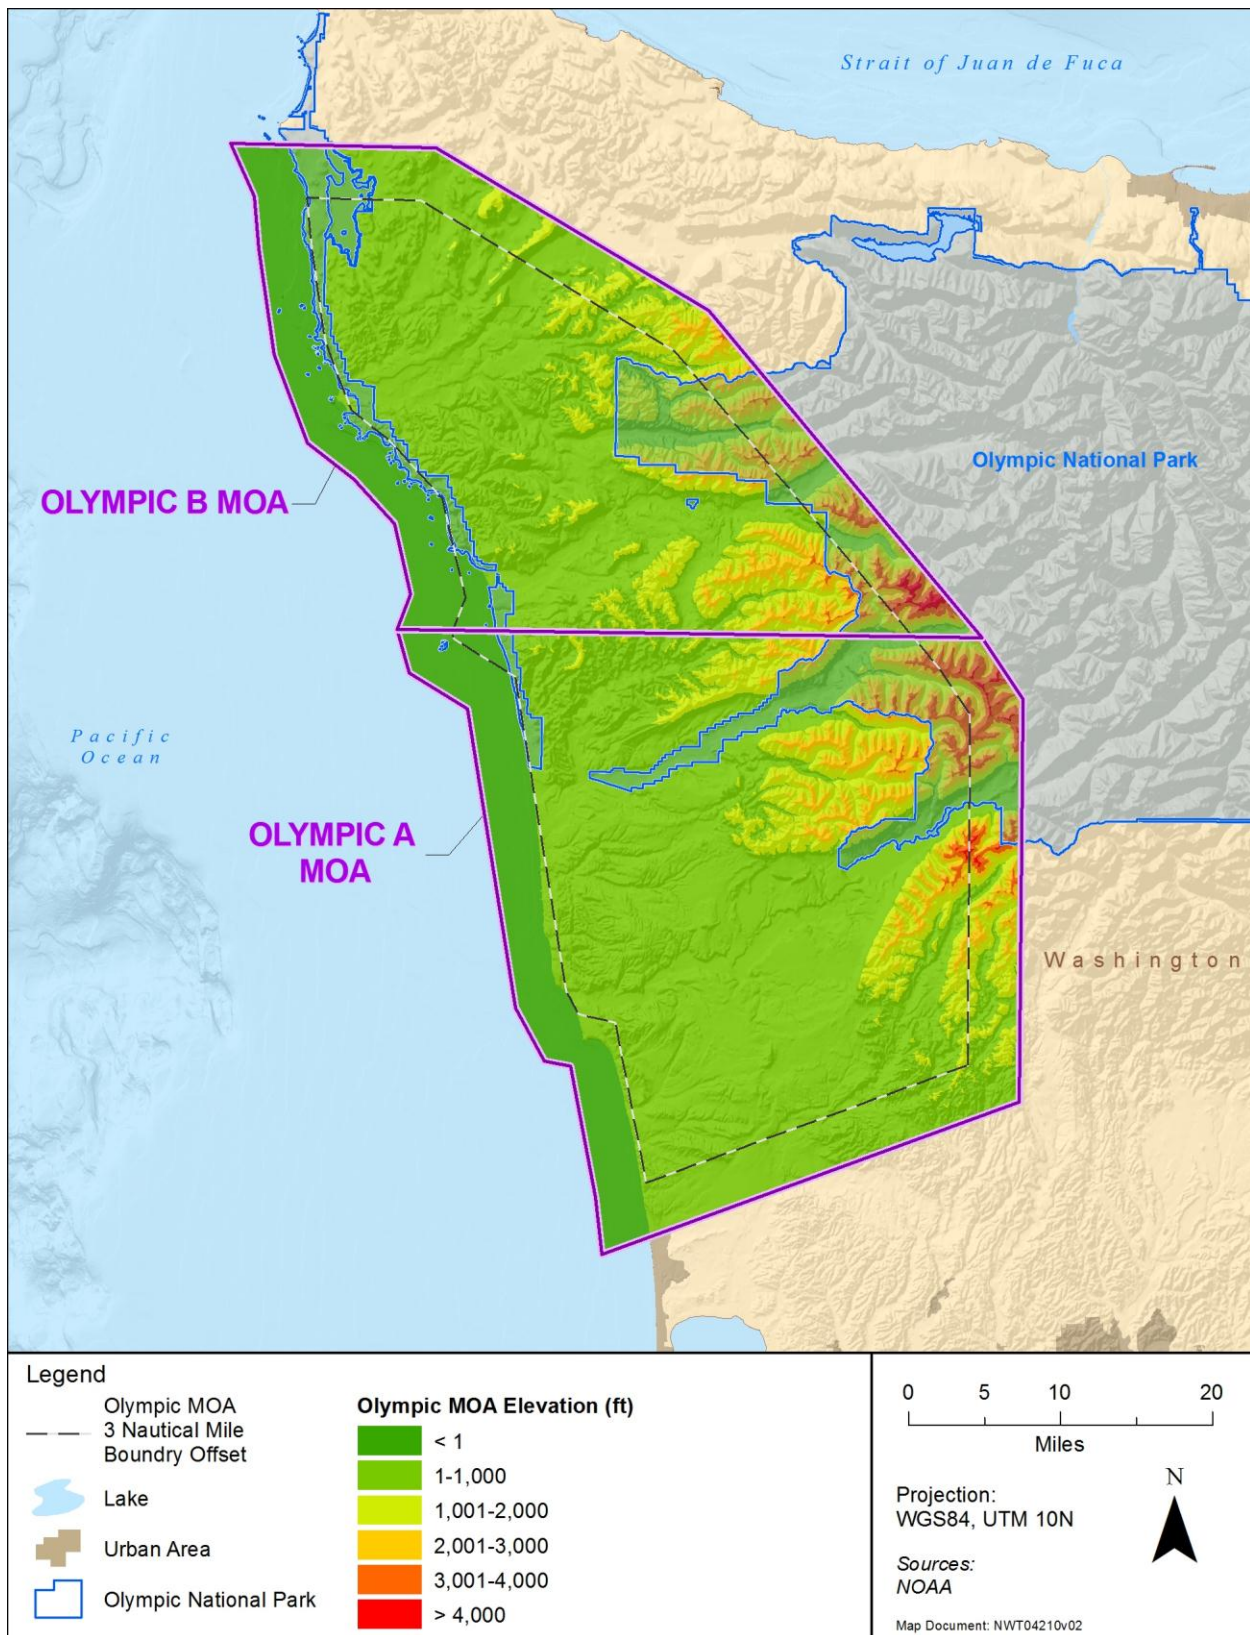 Strait of Juan de Fuca
Olympic National Park
OLYMPIC B MOA
Pacific
Ocean
OLYMPIC A
MOA
Washington
Legend
Olympic MOA
3 Nautical Mile
Boundry Offset
Lake
Urban Area
Olympic National Park
Olympic MOA Elevation (ft)
< 1
1-1,000
1,001-2,000
2,001-3,000
3,001-4,000
> 4,000
0 5 10 20
Miles
N
Projection:
WGS84, UTM 10N
Sources:
NOAA
Map Document: NWT04210v02